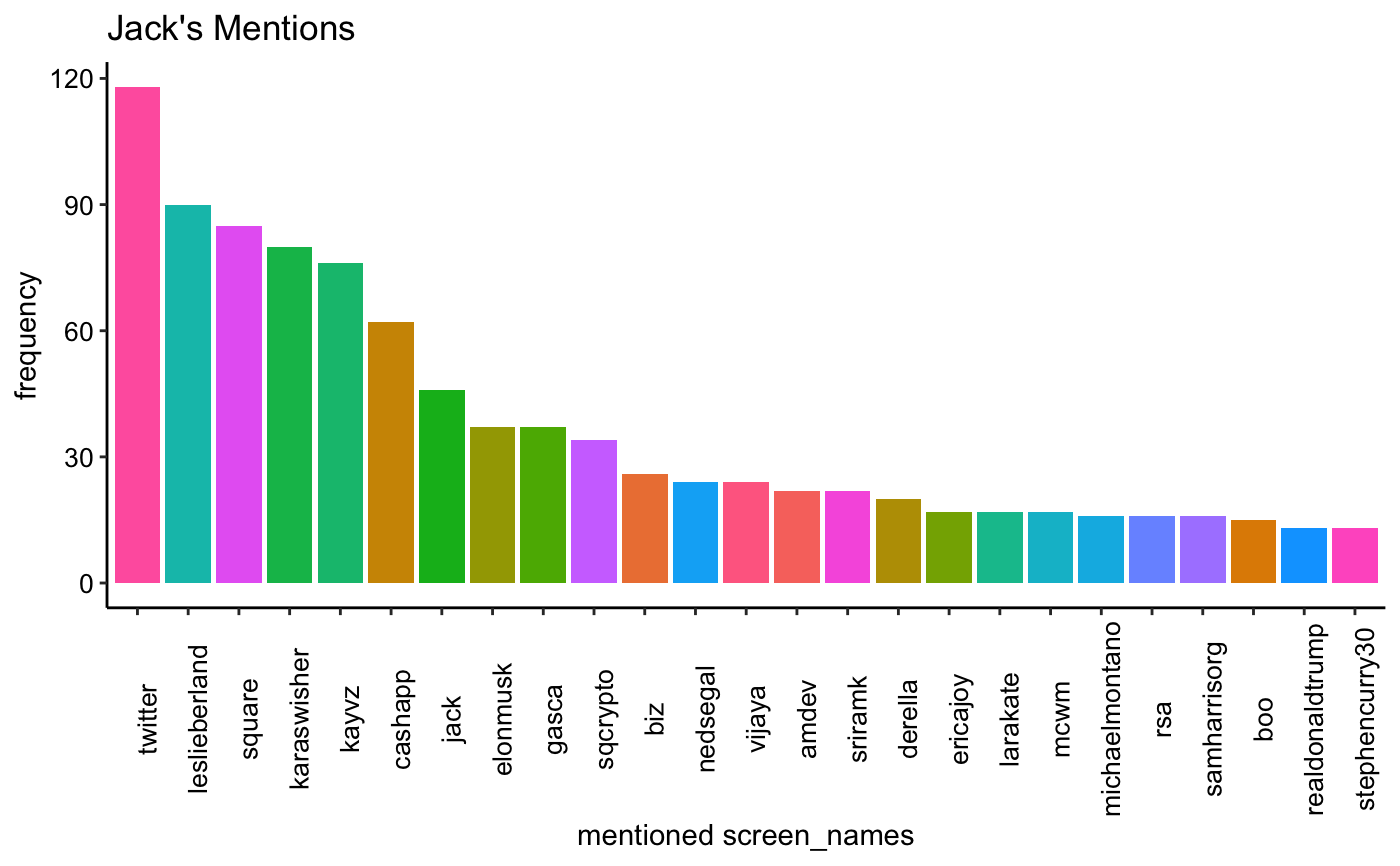 Jack's Mentions
frequency
120
90
60
30
0
twitter
leslieberland
square
karaswisher
kayvz
cashapp
jack
elonmusk
gasca
sqcrypto
biz
nedsegal
vijaya
amdev
sriramk
derella
ericajoy
larakate
mcwm
michaelmontano
rsa
samharrisorg
boo
realdonaldtrump
stephencurry30
mentioned screen_names